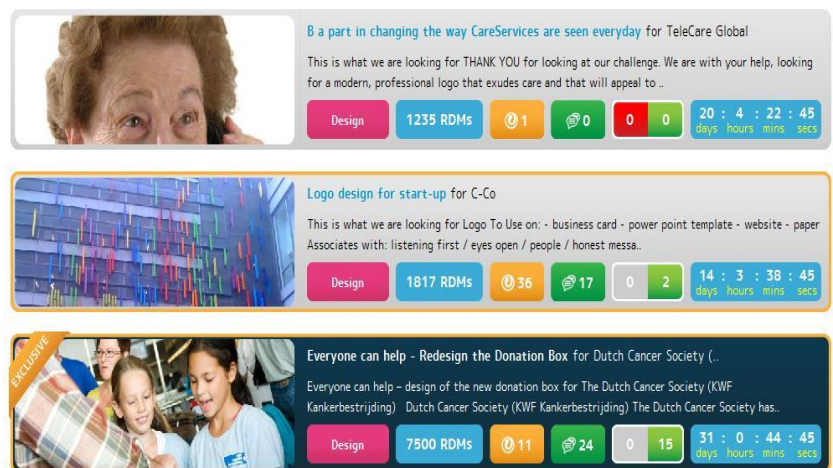 B a part in changing the way CareServices are seen everyday for TeleCare Global
This is what we are looking for THANK YOU for looking at our challenge. We are with your help, looking
for a modern, professional logo that exudes care and that will appeal to ..
Design 1235 RDMs 1 0 0 0 20 : 4 : 22 : 45
days hours mins secs
Logo design for start-up for C-Co
This is what we are looking for Logo To Use on: - business card - power point template - website - paper
Associates with: listening first / eyes open / people / honest messa..
Design 1817 RDMs 36 17 0 2 14 : 3 : 38 : 45
days hours mins secs
EXCLUSIVE
Everyone can help - Redesign the Donation Box for Dutch Cancer Society (..
Everyone can help – design of the new donation box for The Dutch Cancer Society (KWF
Kankerbestrijding) Dutch Cancer Society (KWF Kankerbestrijding) The Dutch Cancer Society has..
Design 7500 RDMs 11 24 0 15 31 : 0 : 44 : 45
days hours mins secs